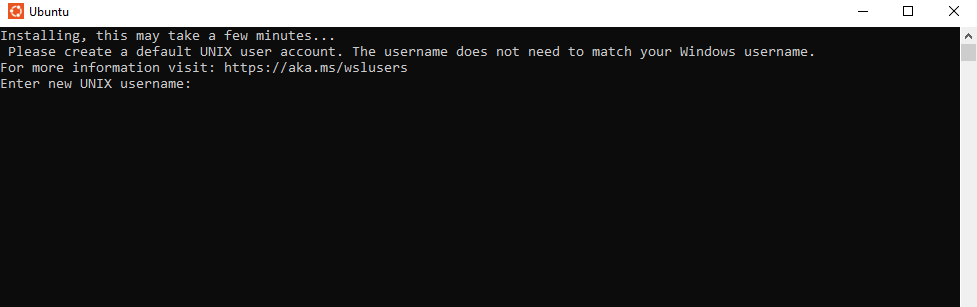 Ubuntu
Installing, this may take a few minutes...
Please create a default UNIX user account. The username does not need to match your Windows username.
For more information visit: https://aka.ms/wslusers
Enter new UNIX username: